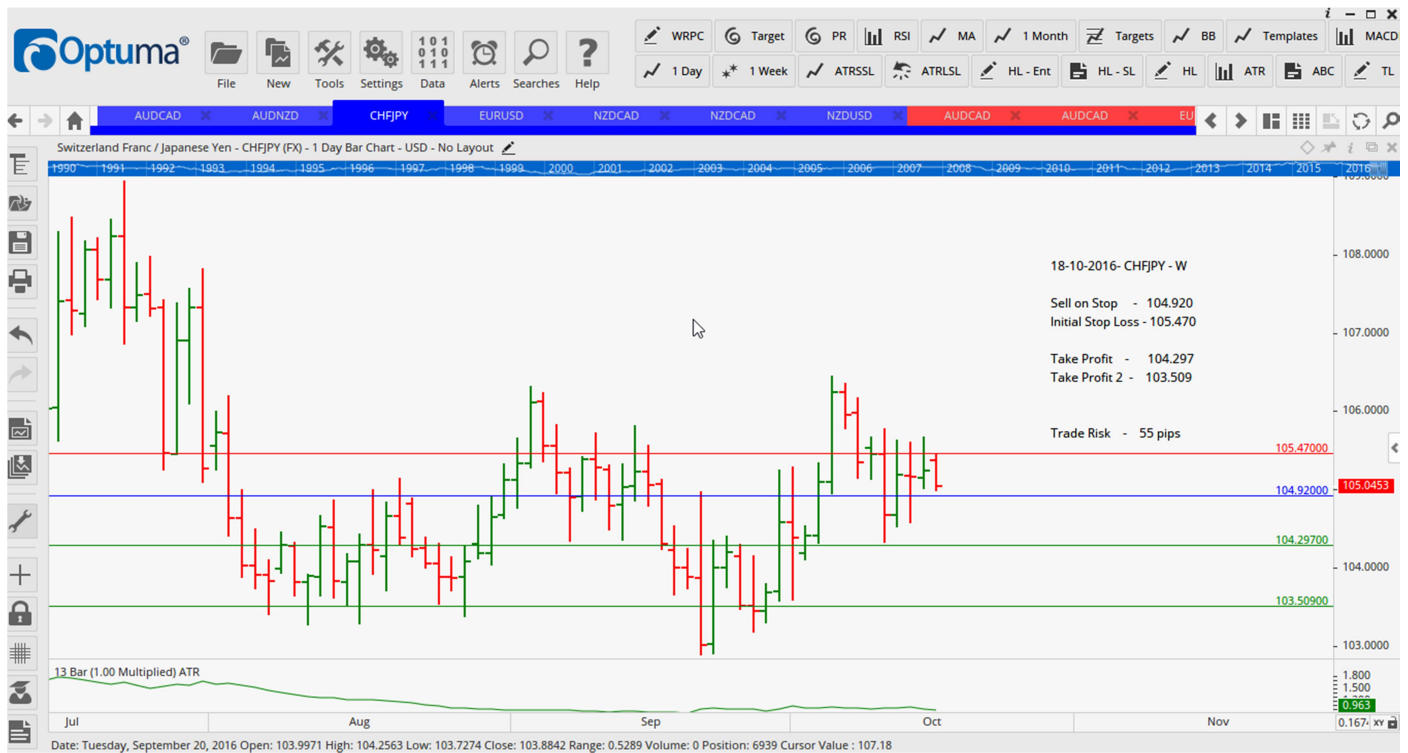 Optuma®
File
New
Tools
Settings
Data
Alerts
Searches
Help
WRPC
Target
PR
RSI
MA
1 Month
Targets
BB
Templates
MACD
1 Day
1 Week
ATRSSL
ATRLSL
HL - Ent
HL - SL
HL
ATR
ABC
TL
AUDCAD
AUDNZD
CHFJPY
EURUSD
NZDCAD
NZDCAD
NZDUSD
AUDCAD
AUDCAD
EU
Switzerland Franc / Japanese Yen - CHFJPY (FX) - 1 Day Bar Chart - USD - No Layout
1990 1991 1992 1993 1994 1995 1996 1997 1998 1999 2000 2001 2002 2003 2004 2005 2006 2007 2008 2009 2010 2011 2012 2013 2014 2015 2016
108.0000
18-10-2016- CHFJPY - W
Sell on Stop - 104.920
Initial Stop Loss - 105.470
107.0000
Take Profit - 104.297
Take Profit 2 - 103.509
106.0000
Trade Risk - 55 pips
105.47000
105.0453
104.92000
104.29700
104.0000
103.50900
103.0000
13 Bar (1.00 Multiplied) ATR
1.800
1.500
0.963
Jul Aug Sep Oct Nov
0.167 XY
Date: Tuesday, September 20, 2016 Open: 103.9971 High: 104.2563 Low: 103.7274 Close: 103.8842 Range: 0.5289 Volume: 0 Position: 6939 Cursor Value : 107.18